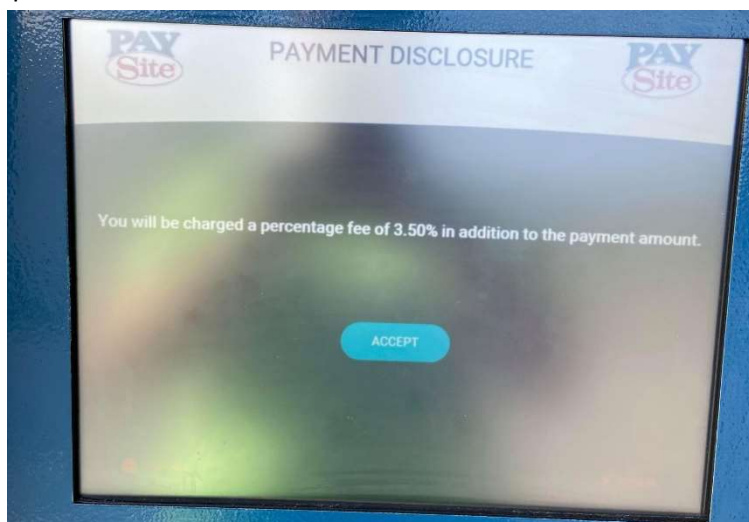 PAY
Site
PAYMENT DISCLOSURE
PAY
Site
You will be charged a percentage fee of 3.50% in addition to the payment amount.
ACCEPT